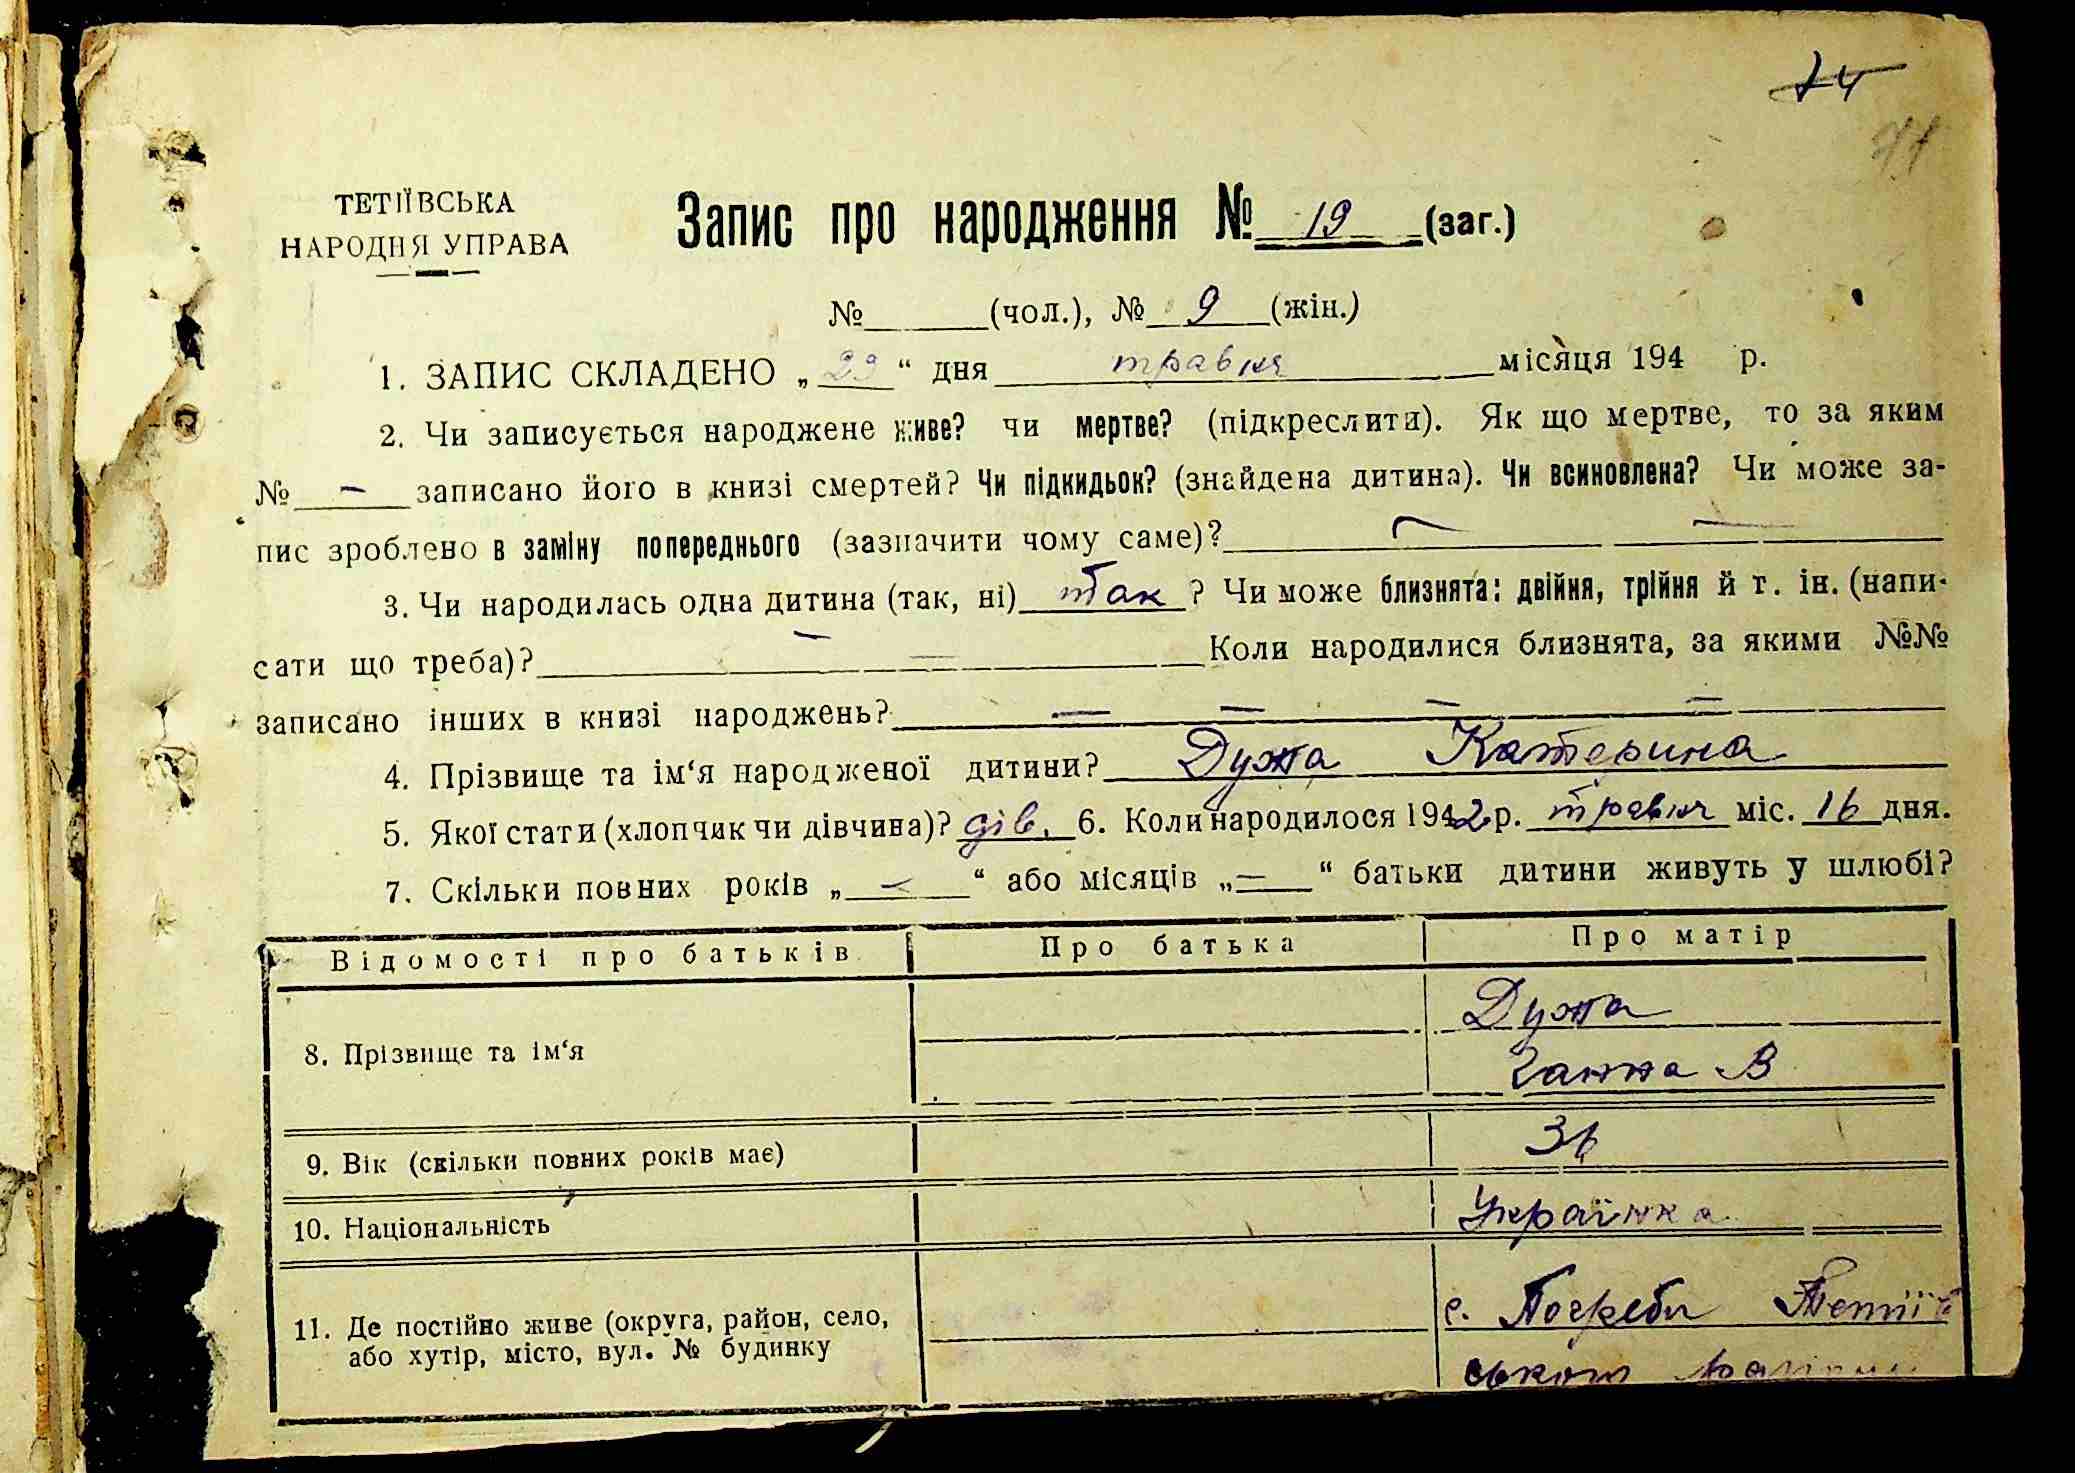 74
ТЕТІЇВСЬКА
НАРОДНЯ УПРАВА
Запис про народження № 19 (заг.)
№ (чол.), № 9 (жін.)
1. ЗАПИС СКЛАДЕНО „29“ дня травня місяця 194 р.
2. Чи записується народжене живе? чи мертве? (підкреслити). Як що мертве, то за яким
№ – записано його в книзі смертей? Чи підкидьок? (знайдена дитина). Чи всиновлена? Чи може за-
пис зроблено в заміну попереднього (зазначити чому саме)? — —
3. Чи народилась одна дитина (так, ні) так ? Чи може близнята: двійня, трійня й т. ін. (напи-
сати що треба)? — — Коли народилися близнята, за якими №№
записано інших в книзі народжень? — — — —
4. Прізвище та ім‘я народженої дитини? Дужа Катерина
5. Якої стати (хлопчик чи дівчина)? дів. 6. Коли народилося 1942 р. травня міс. 16 дня.
7. Скільки повних років „—“ або місяців „—“ батьки дитини живуть у шлюбі?
Відомості про батьків Про батька Про матір
8. Прізвище та ім‘я Дужа
Ганна В
9. Вік (скільки повних років має) 36
10. Національність Українка
11. Де постійно живе (округа, район, село, с. Погреби Тетіїв
або хутір, місто, вул. № будинку ського